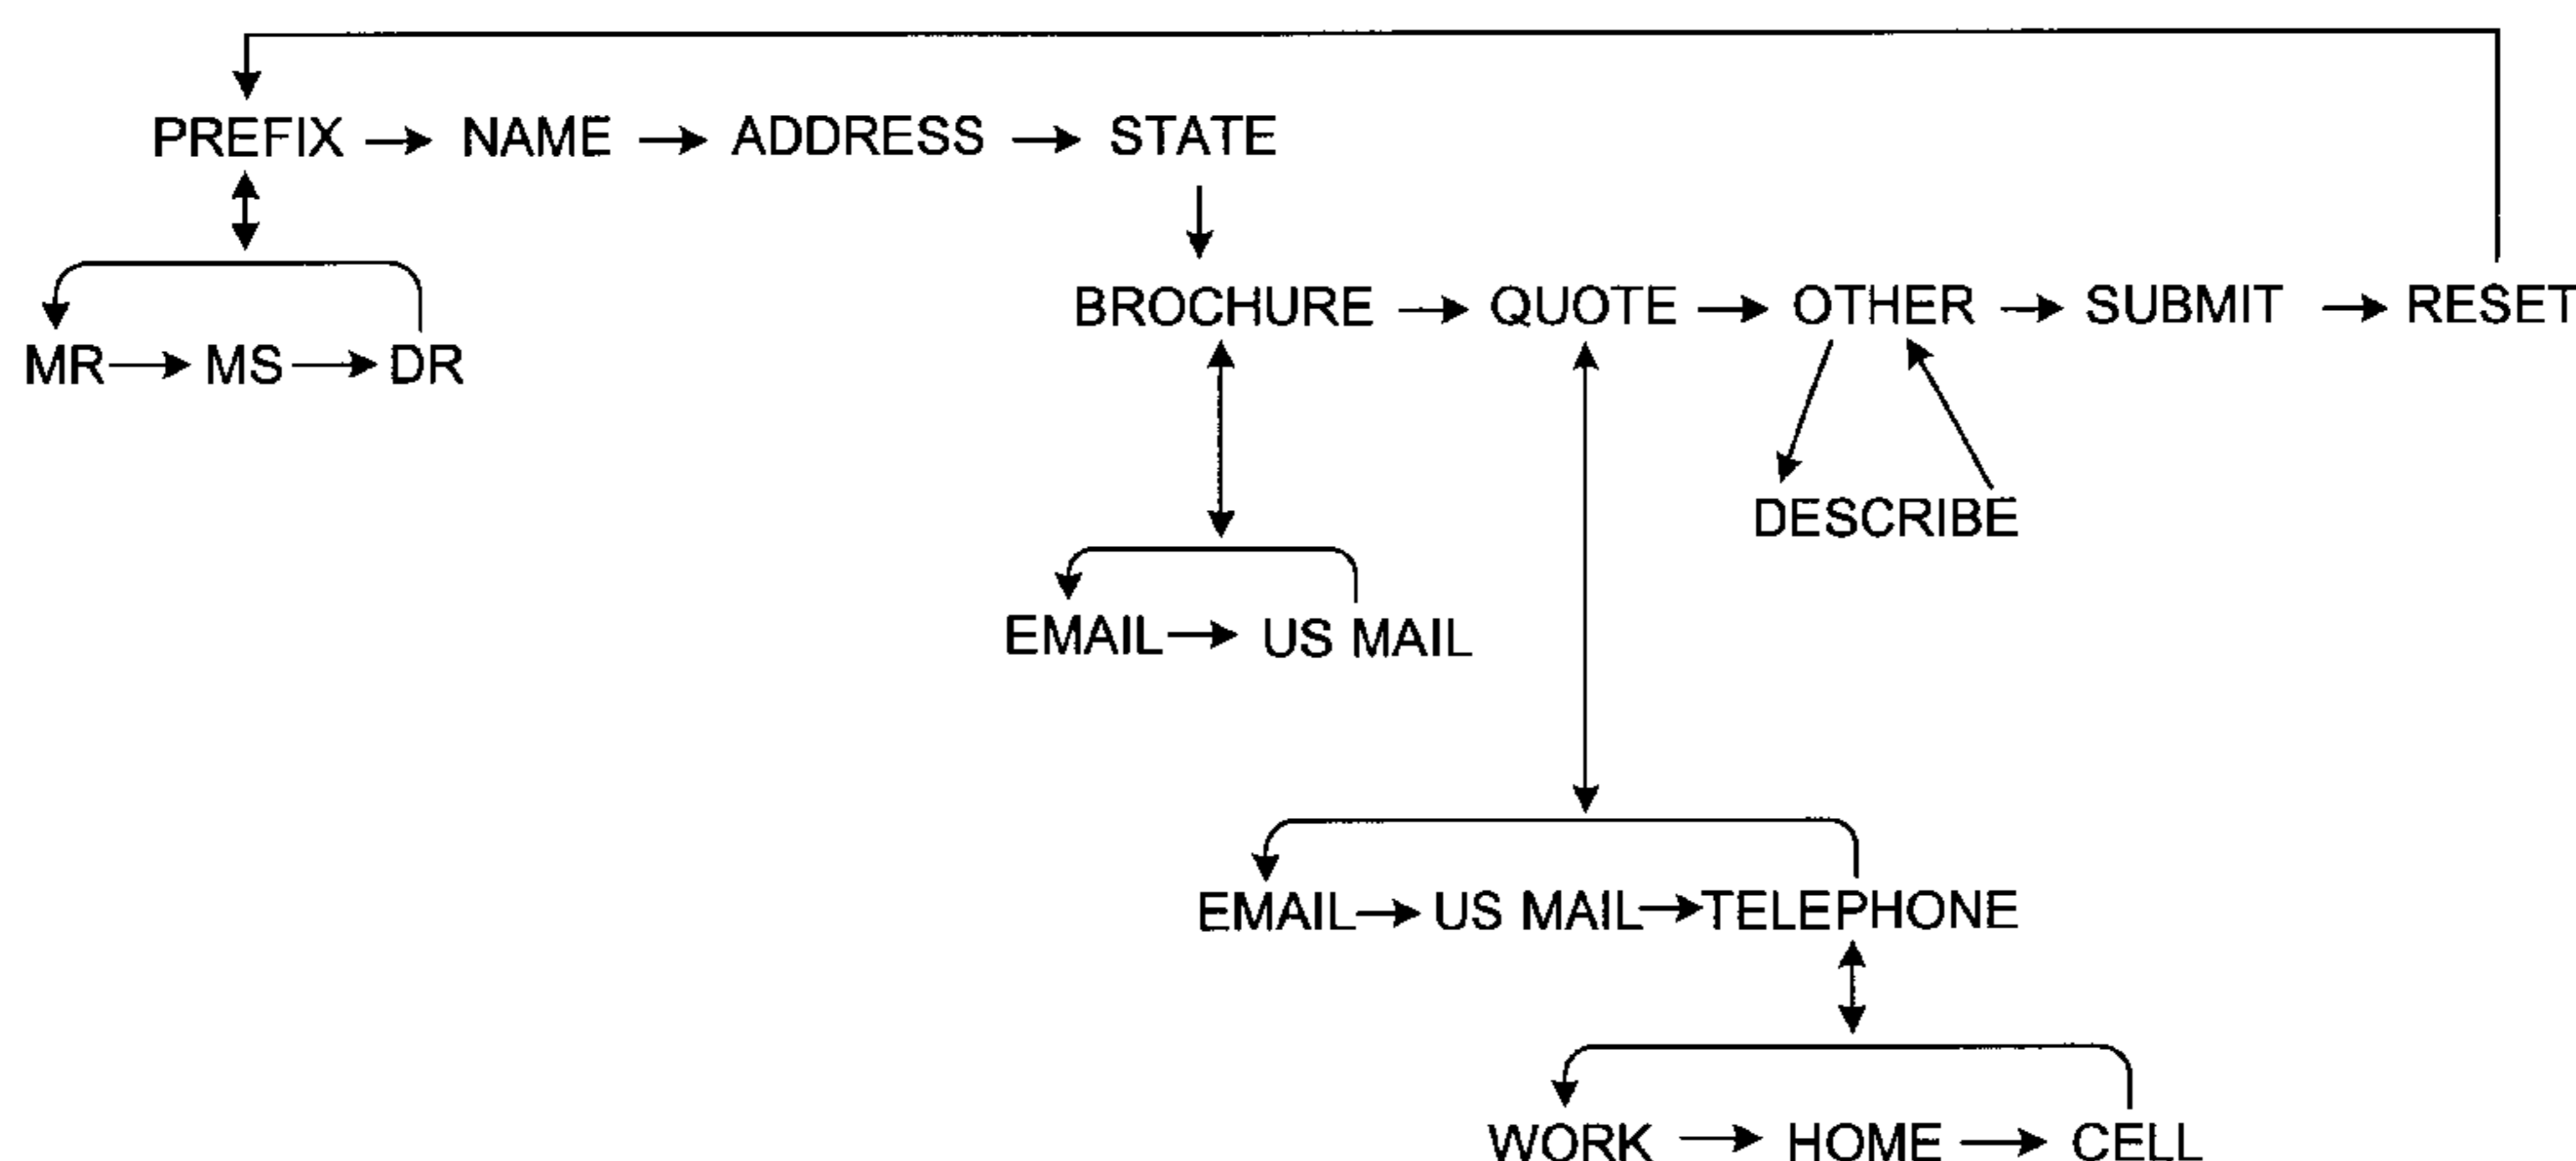 PREFIX → NAME → ADDRESS → STATE
BROCHURE → QUOTE → OTHER → SUBMIT → RESET
MR → MS → DR
DESCRIBE
EMAIL → US MAIL
EMAIL → US MAIL → TELEPHONE
WORK → HOME → CELL